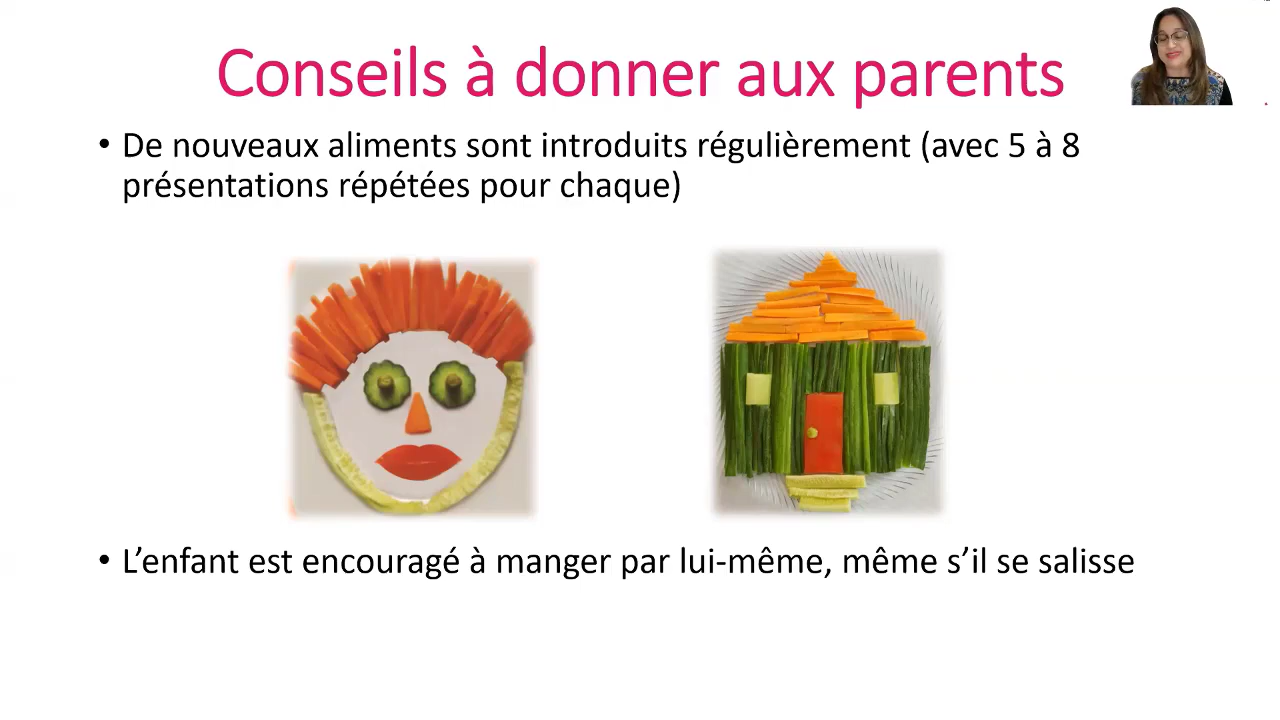 Conseils à donner aux parents
• De nouveaux aliments sont introduits régulièrement (avec 5 à 8
présentations répétées pour chaque)
• L’enfant est encouragé à manger par lui-même, même s’il se salisse